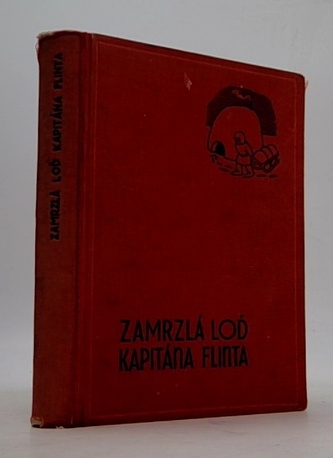 ZAMRZLÁ LOĎ KAPITÁNA FLINTA
ZAMRZLÁ LOĎ
KAPITÁNA FLINTA